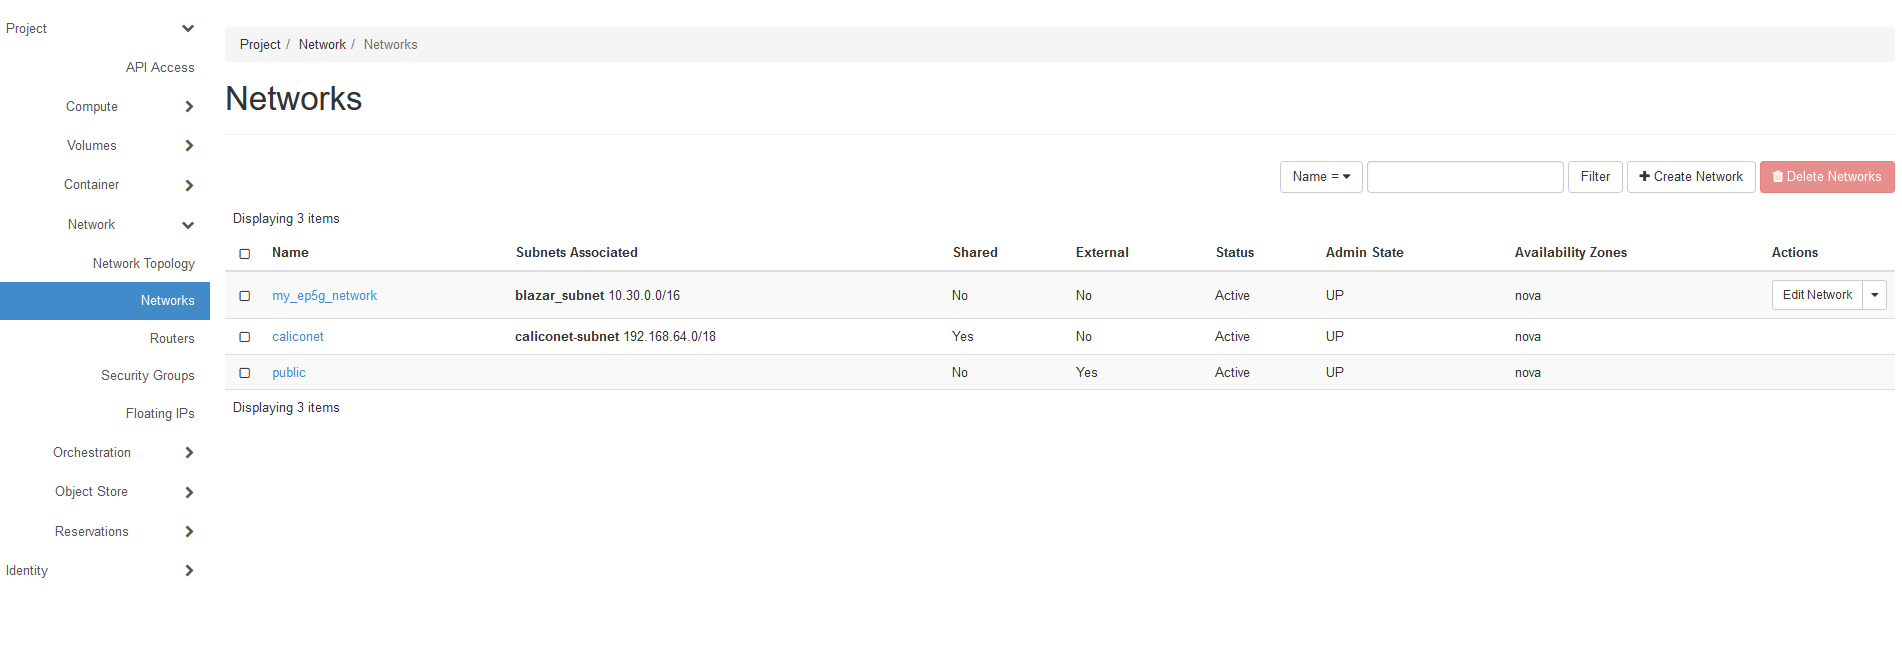 Project
API Access
Compute
Volumes
Container
Network
Network Topology
Networks
Routers
Security Groups
Floating IPs
Orchestration
Object Store
Reservations
Identity
Project / Network / Networks
Networks
Name = Filter Create Network Delete Networks
Displaying 3 items
Name Subnets Associated Shared External Status Admin State Availability Zones Actions
my_ep5g_network blazar_subnet 10.30.0.0/16 No No Active UP nova Edit Network
caliconet caliconet-subnet 192.168.64.0/18 Yes No Active UP nova
public No Yes Active UP nova
Displaying 3 items